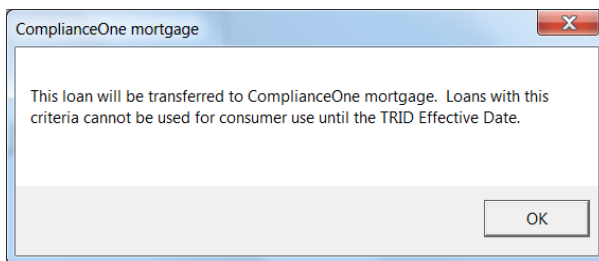 ComplianceOne mortgage
This loan will be transferred to ComplianceOne mortgage.  Loans with this
criteria cannot be used for consumer use until the TRID Effective Date.
OK